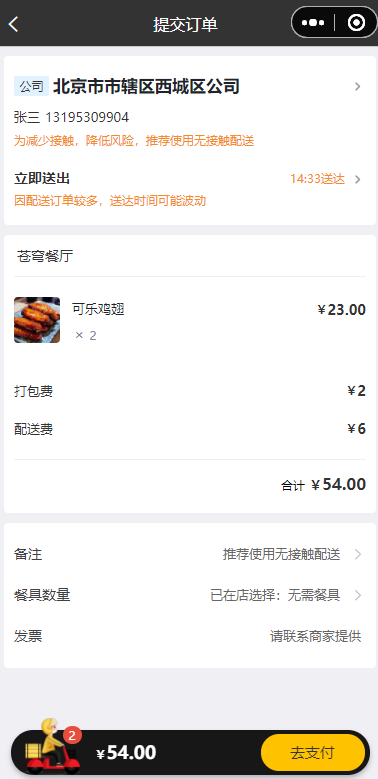 提交订单
公司 北京市市辖区西城区公司
张三 13195309904
为减少接触，降低风险，推荐使用无接触配送
立即送出 14:33送达
因配送订单较多，送达时间可能波动
苍穹餐厅
可乐鸡翅 ￥23.00
× 2
打包费 ￥2
配送费 ￥6
合计 ￥54.00
备注 推荐使用无接触配送
餐具数量 已在店选择：无需餐具
发票 请联系商家提供
2
￥54.00 去支付